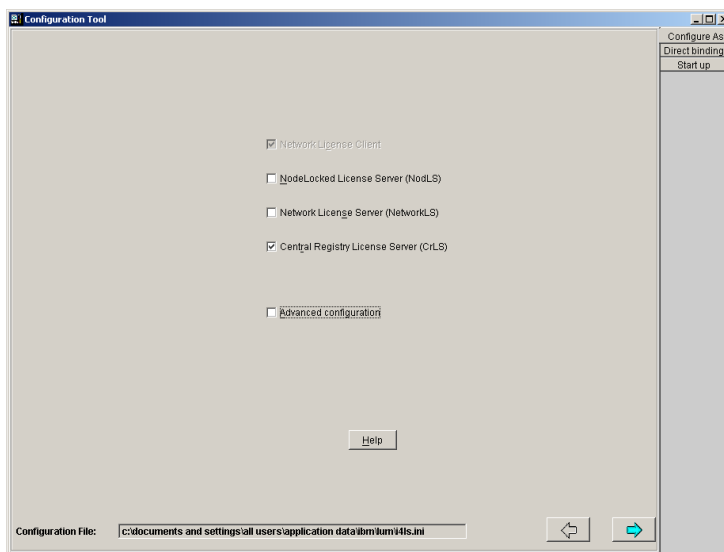 Configuration Tool
Configure As
Direct binding
Start up
Network License Client
NodeLocked License Server (NodLS)
Network License Server (NetworkLS)
Central Registry License Server (CrLS)
Advanced configuration
Help
Configuration File:
c:\documents and settings\all users\application data\ibm\lum\i4ls.ini